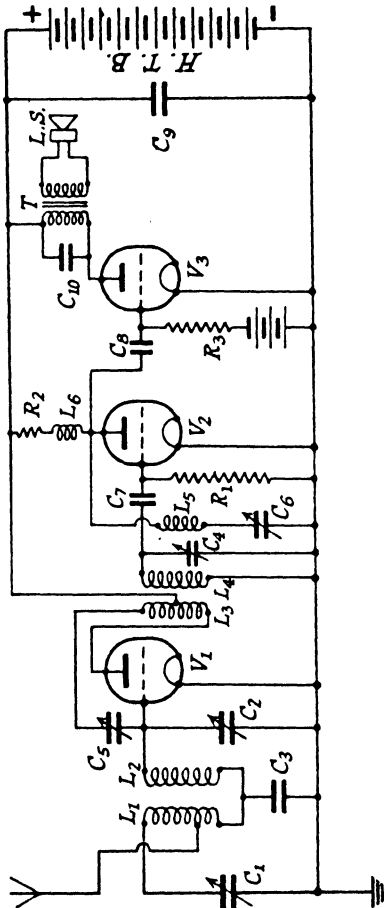 +
-
H. T. B.
L.S.
T
C10
C9
V3
C8
R3
R2
L6
V2
C7
R1
L5
C6
C4
L4
L3
V1
C5
C2
L2
L1
C3
C1